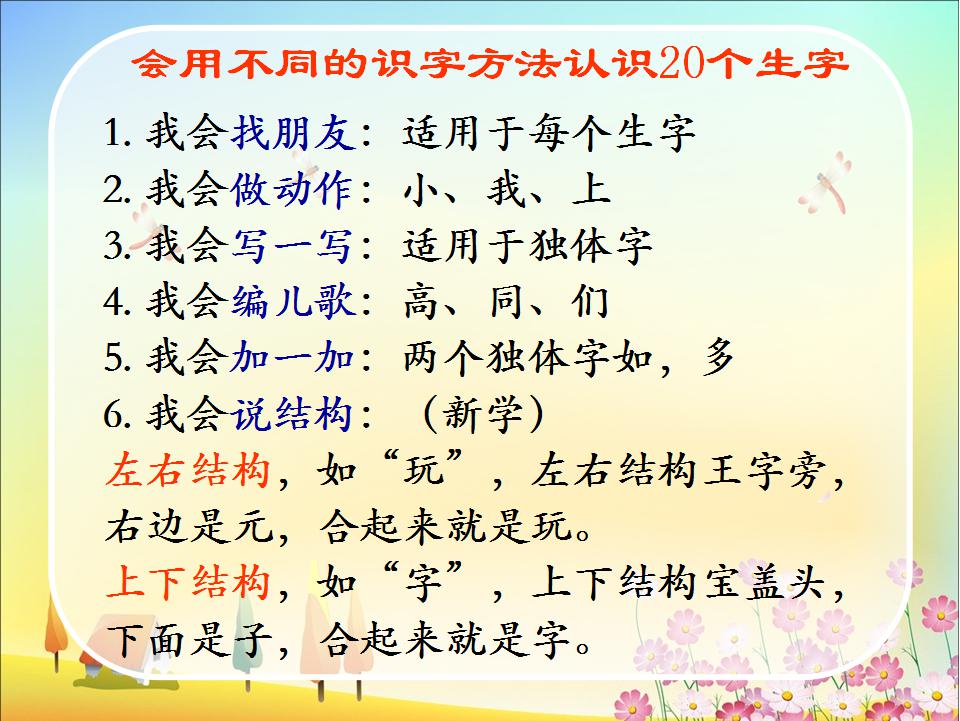 会用不同的识字方法认识20个生字
1. 我会找朋友：适用于每个生字
2. 我会做动作：小、我、上
3. 我会写一写：适用于独体字
4. 我会编儿歌：高、同、们
5. 我会加一加：两个独体字如，多
6. 我会说结构：（新学）
左右结构，如“玩”，左右结构王字旁，
右边是元，合起来就是玩。
上下结构，如“字”，上下结构宝盖头，
下面是子，合起来就是字。